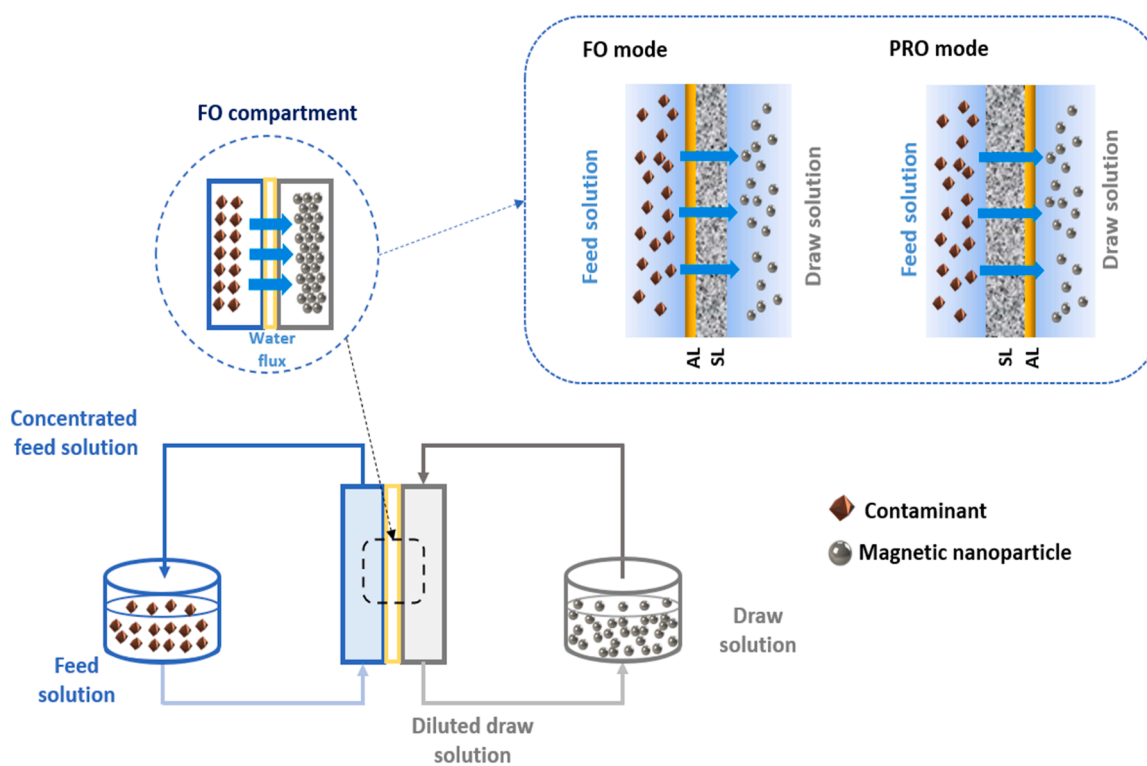 FO mode
PRO mode
FO compartment
Feed solution
Draw solution
Feed solution
Draw solution
Water
flux
AL
SL
SL
AL
Concentrated
feed solution
Contaminant
Magnetic nanoparticle
Draw
solution
Feed
solution
Diluted draw
solution